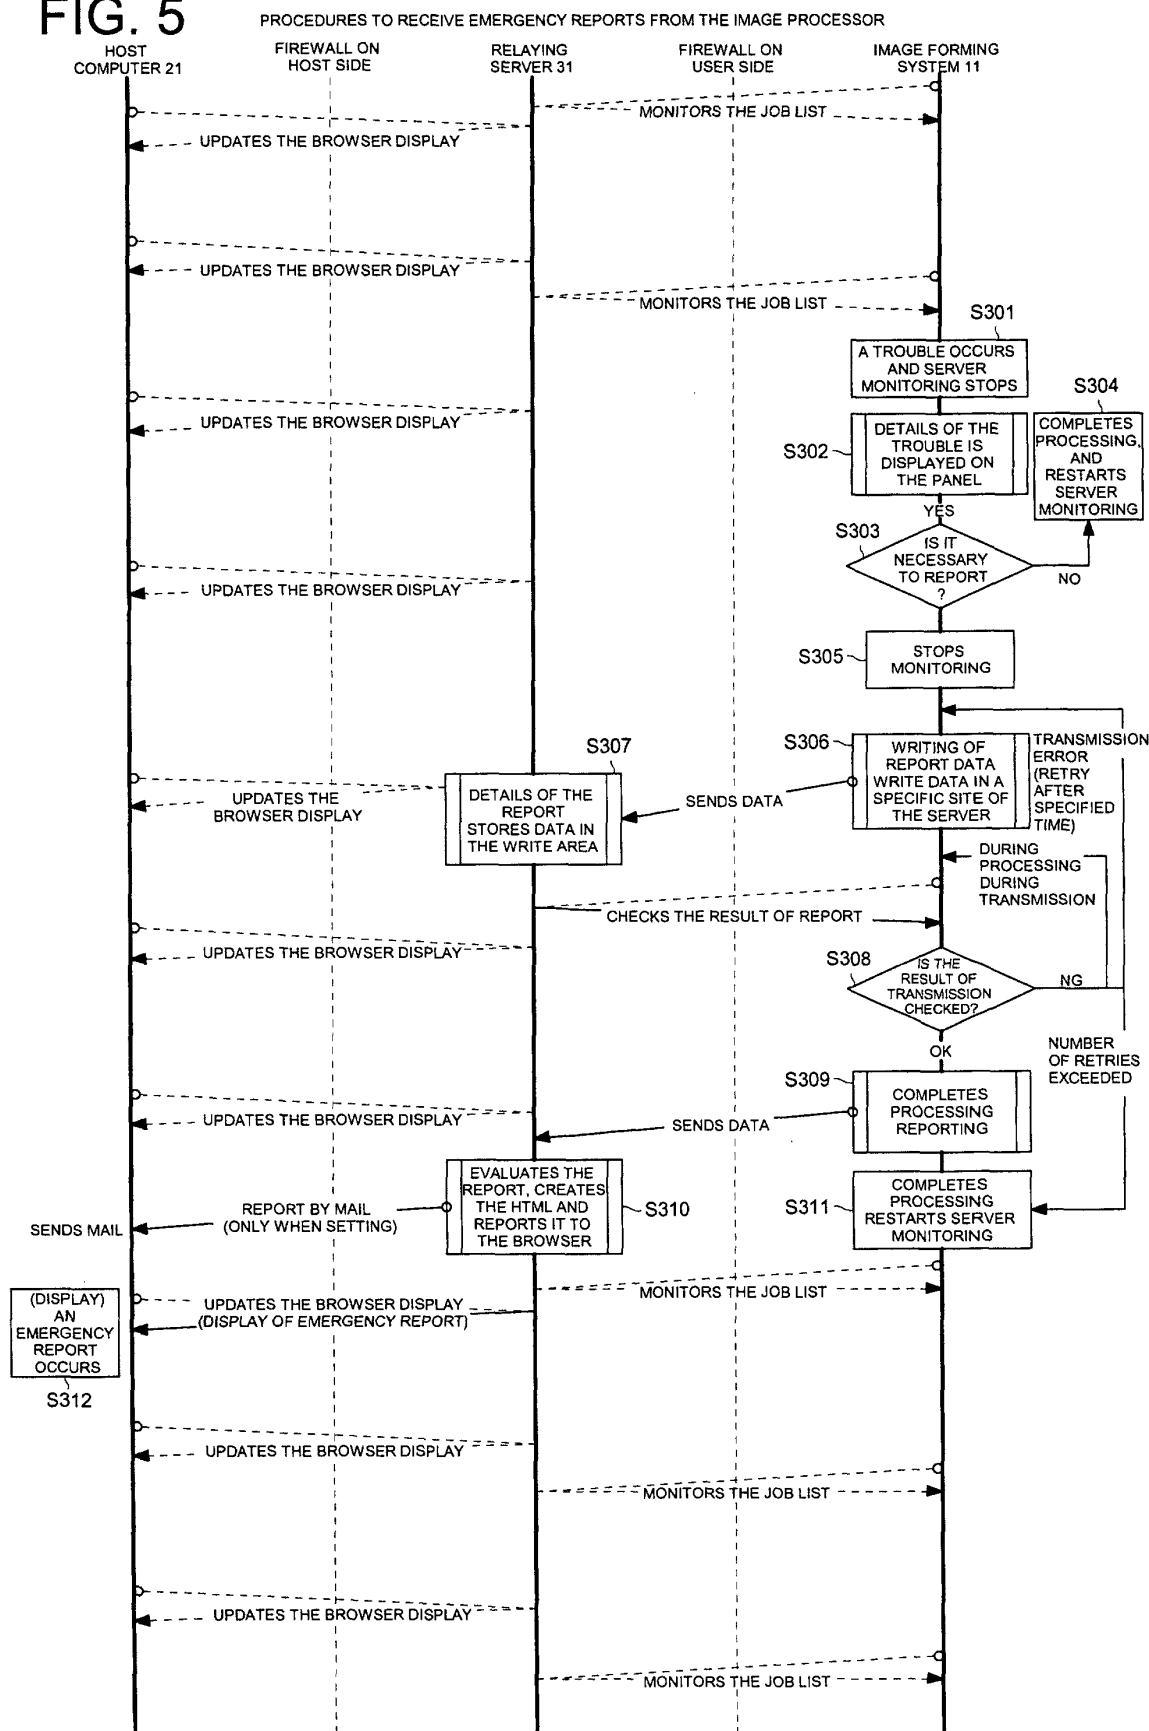 FIG. 5
PROCEDURES TO RECEIVE EMERGENCY REPORTS FROM THE IMAGE PROCESSOR
HOST
COMPUTER 21
FIREWALL ON
HOST SIDE
RELAYING
SERVER 31
FIREWALL ON
USER SIDE
IMAGE FORMING
SYSTEM 11
MONITORS THE JOB LIST
UPDATES THE BROWSER DISPLAY
UPDATES THE BROWSER DISPLAY
MONITORS THE JOB LIST
S301
A TROUBLE OCCURS
AND SERVER
MONITORING STOPS
S304
COMPLETES
PROCESSING,
AND
RESTARTS
SERVER
MONITORING
UPDATES THE BROWSER DISPLAY
S302
DETAILS OF THE
TROUBLE IS
DISPLAYED ON
THE PANEL
YES
S303
IS IT
NECESSARY
TO REPORT
?
NO
UPDATES THE BROWSER DISPLAY
S305
STOPS
MONITORING
S306
WRITING OF
REPORT DATA
WRITE DATA IN A
SPECIFIC SITE OF
THE SERVER
TRANSMISSION
ERROR
(RETRY
AFTER
SPECIFIED
TIME)
S307
DETAILS OF THE
REPORT
STORES DATA IN
THE WRITE AREA
SENDS DATA
UPDATES THE
BROWSER DISPLAY
DURING
PROCESSING
DURING
TRANSMISSION
CHECKS THE RESULT OF REPORT
UPDATES THE BROWSER DISPLAY
S308
IS THE
RESULT OF
TRANSMISSION
CHECKED?
NG
OK
NUMBER
OF RETRIES
EXCEEDED
S309
COMPLETES
PROCESSING
REPORTING
UPDATES THE BROWSER DISPLAY
SENDS DATA
EVALUATES THE
REPORT, CREATES
THE HTML AND
REPORTS IT TO
THE BROWSER
S310
S311
COMPLETES
PROCESSING
RESTARTS SERVER
MONITORING
REPORT BY MAIL
(ONLY WHEN SETTING)
SENDS MAIL
MONITORS THE JOB LIST
UPDATES THE BROWSER DISPLAY
(DISPLAY OF EMERGENCY REPORT)
(DISPLAY)
AN
EMERGENCY
REPORT
OCCURS
S312
UPDATES THE BROWSER DISPLAY
MONITORS THE JOB LIST
UPDATES THE BROWSER DISPLAY
MONITORS THE JOB LIST